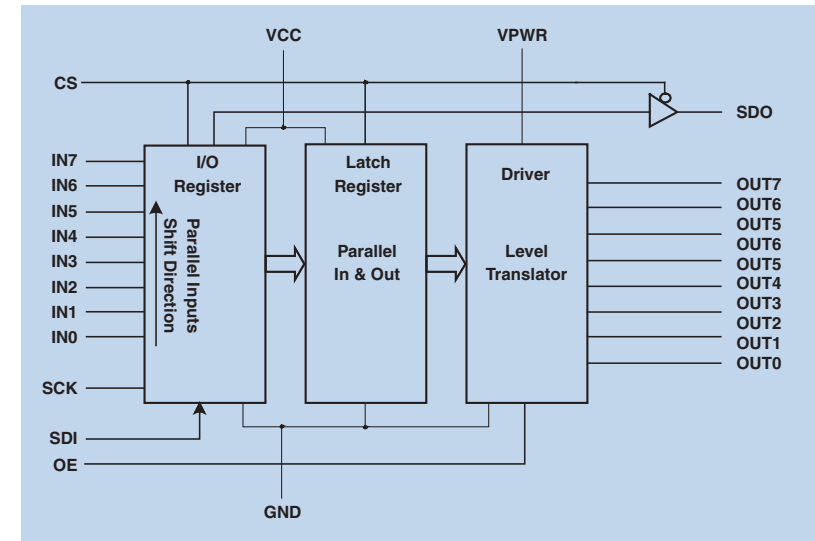 VCC
VPWR
CS
SDO
IN7
IN6
IN5
IN4
IN3
IN2
IN1
IN0
SCK
SDI
OE
I/O
Register
Parallel Inputs
Shift Direction
Latch
Register
Parallel
In & Out
Driver
Level
Translator
OUT7
OUT6
OUT5
OUT6
OUT5
OUT4
OUT3
OUT2
OUT1
OUT0
GND